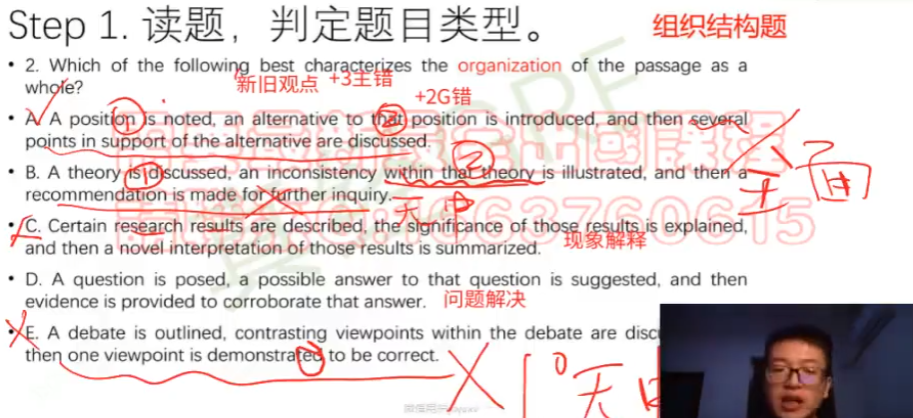 Step 1. 读题，判定题目类型。
组织结构题
• 2. Which of the following best characterizes the organization of the passage as a
whole?
新旧观点
+3主错
+2G错
• A. A position is noted, an alternative to that position is introduced, and then several
points in support of the alternative are discussed.
• B. A theory is discussed, an inconsistency within that theory is illustrated, and then a
recommendation is made for further inquiry.
无中
主
面
• C. Certain research results are described, the significance of those results is explained,
and then a novel interpretation of those results is summarized.
现象解释
• D. A question is posed, a possible answer to that question is suggested, and then
evidence is provided to corroborate that answer.
问题解决
• E. A debate is outlined, contrasting viewpoints within the debate are
then one viewpoint is demonstrated to be correct.
无中